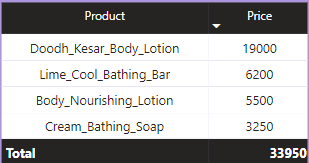 Product Price
Doodh_Kesar_Body_Lotion 19000
Lime_Cool_Bathing_Bar 6200
Body_Nourishing_Lotion 5500
Cream_Bathing_Soap 3250
Total 33950